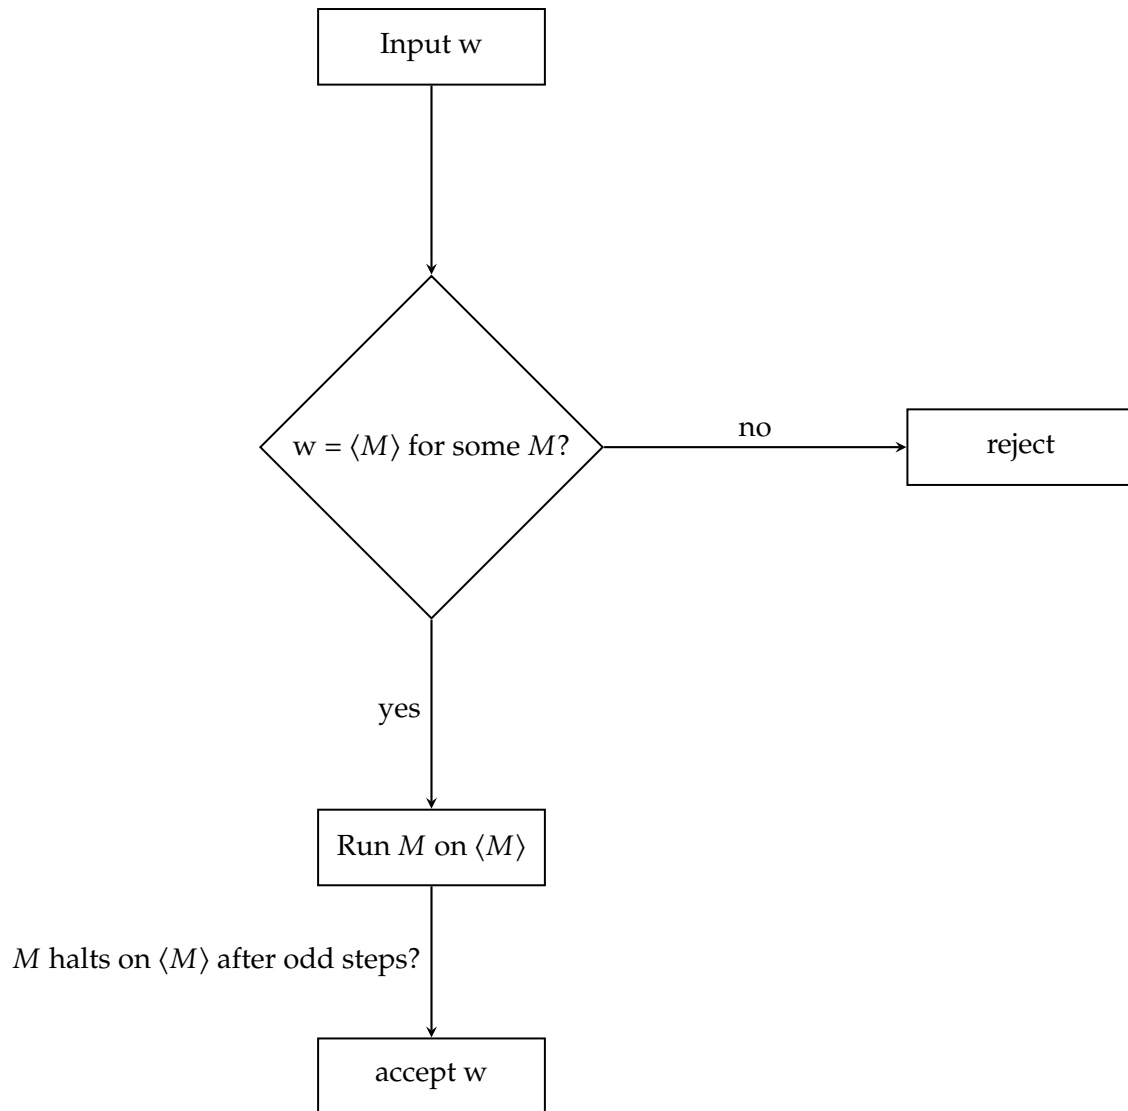 Input w
w = ⟨M⟩ for some M?
no
reject
yes
Run M on ⟨M⟩
M halts on ⟨M⟩ after odd steps?
accept w